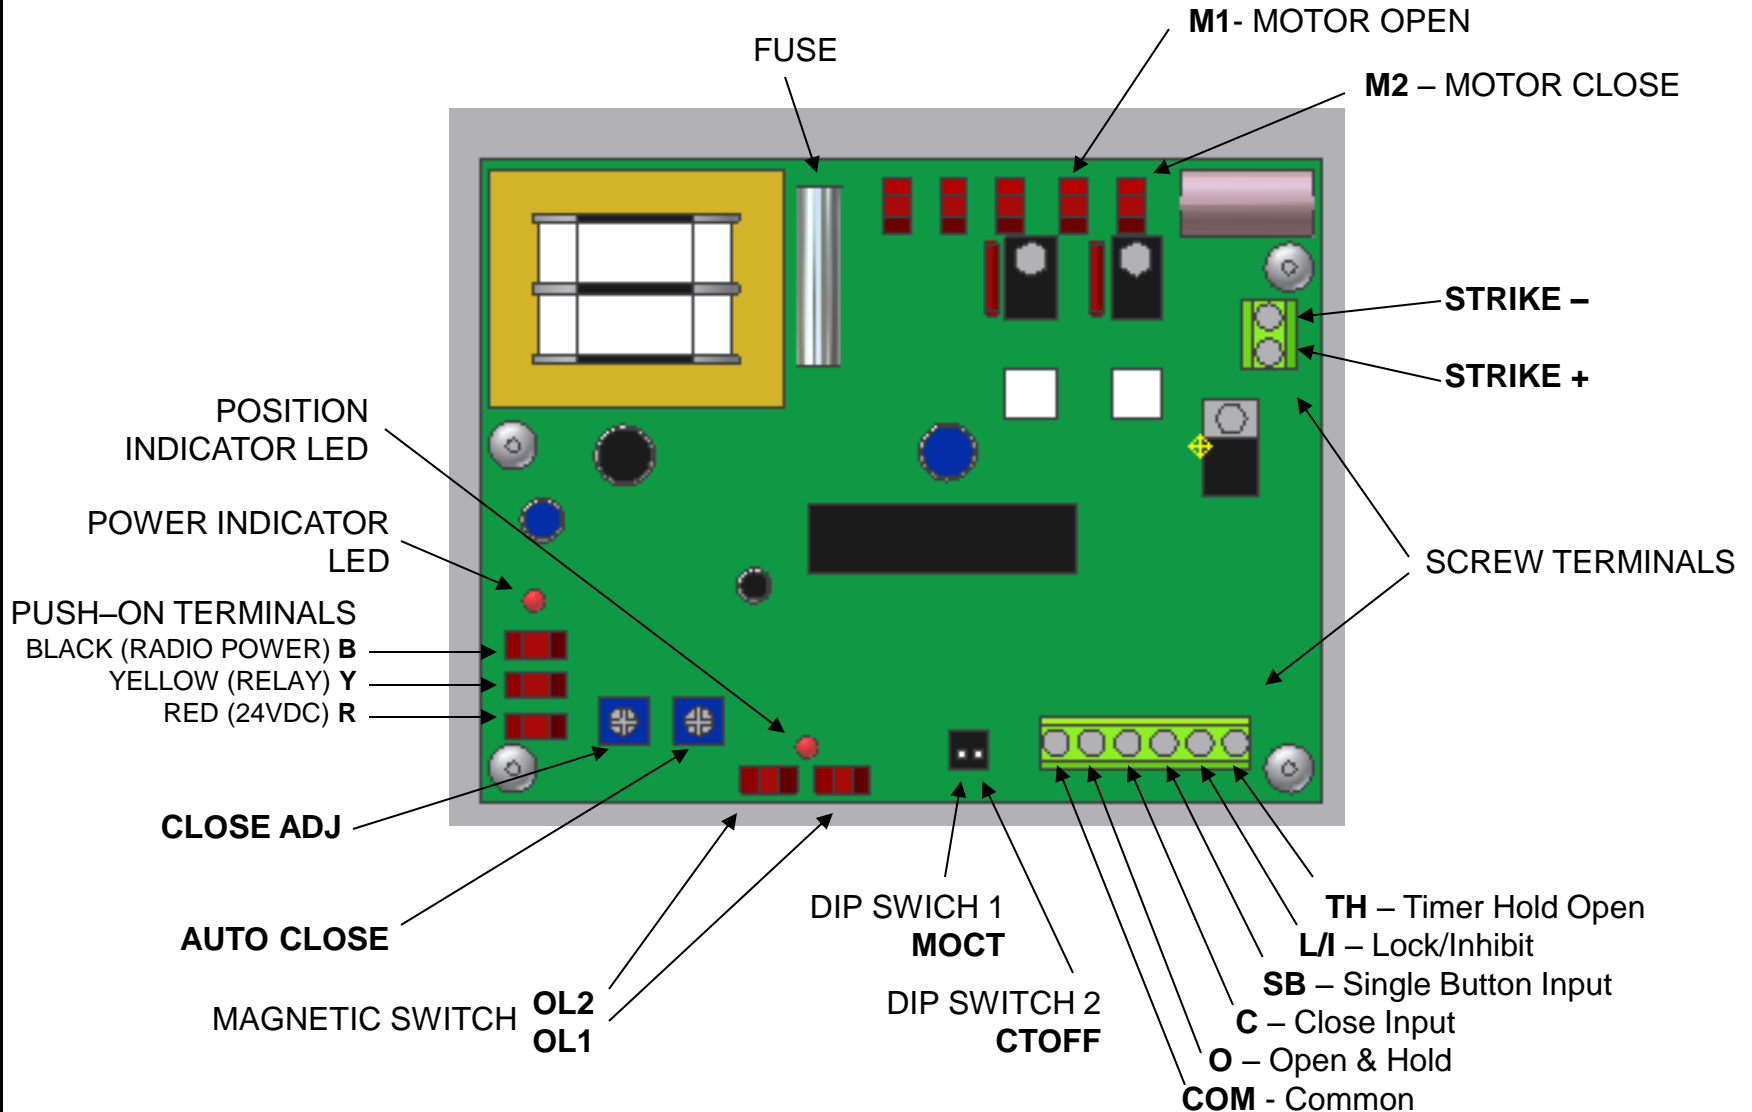 M1- MOTOR OPEN
FUSE
M2 – MOTOR CLOSE
STRIKE –
STRIKE +
POSITION
INDICATOR LED
POWER INDICATOR
LED
SCREW TERMINALS
PUSH–ON TERMINALS
BLACK (RADIO POWER) B
YELLOW (RELAY) Y
RED (24VDC) R
CLOSE ADJ
AUTO CLOSE
MAGNETIC SWITCH
OL2
OL1
DIP SWICH 1
MOCT
DIP SWITCH 2
CTOFF
TH – Timer Hold Open
L/I – Lock/Inhibit
SB – Single Button Input
C – Close Input
O – Open & Hold
COM - Common